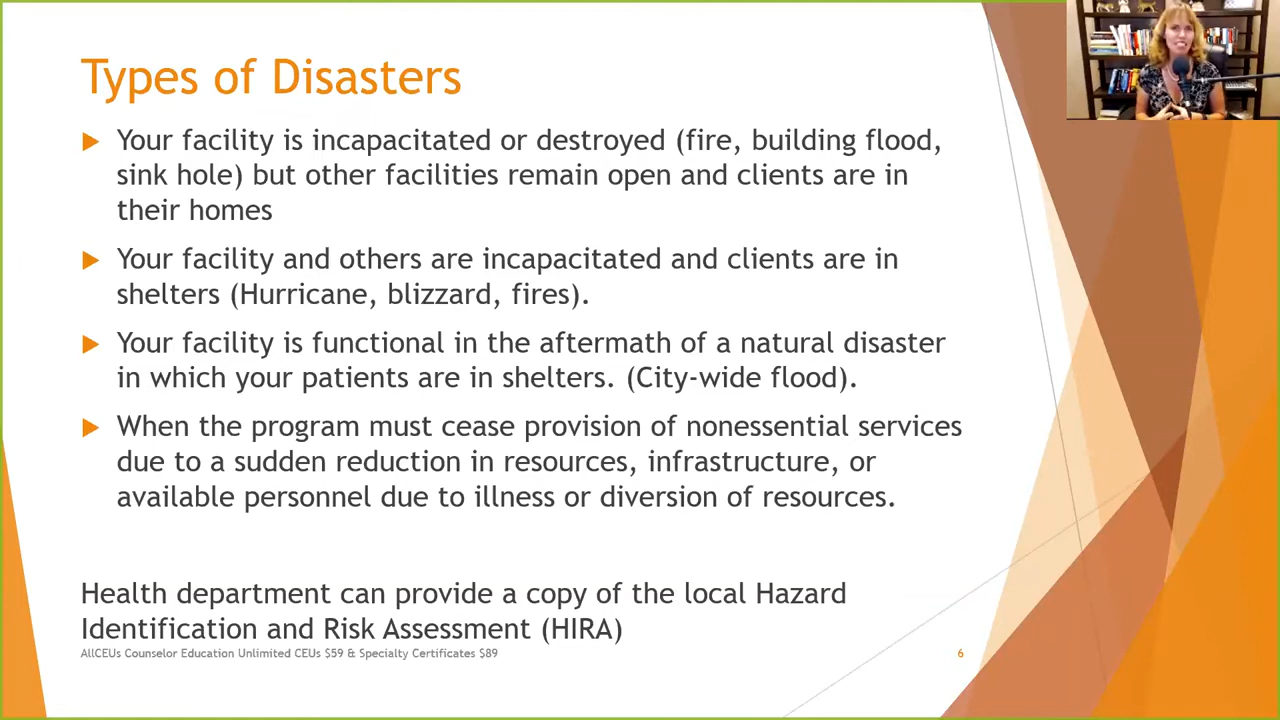 Types of Disasters
Your facility is incapacitated or destroyed (fire, building flood,
sink hole) but other facilities remain open and clients are in
their homes
Your facility and others are incapacitated and clients are in
shelters (Hurricane, blizzard, fires).
Your facility is functional in the aftermath of a natural disaster
in which your patients are in shelters. (City-wide flood).
When the program must cease provision of nonessential services
due to a sudden reduction in resources, infrastructure, or
available personnel due to illness or diversion of resources.
Health department can provide a copy of the local Hazard
Identification and Risk Assessment (HIRA)
AllCEUs Counselor Education Unlimited CEUs $59 & Specialty Certificates $89
6